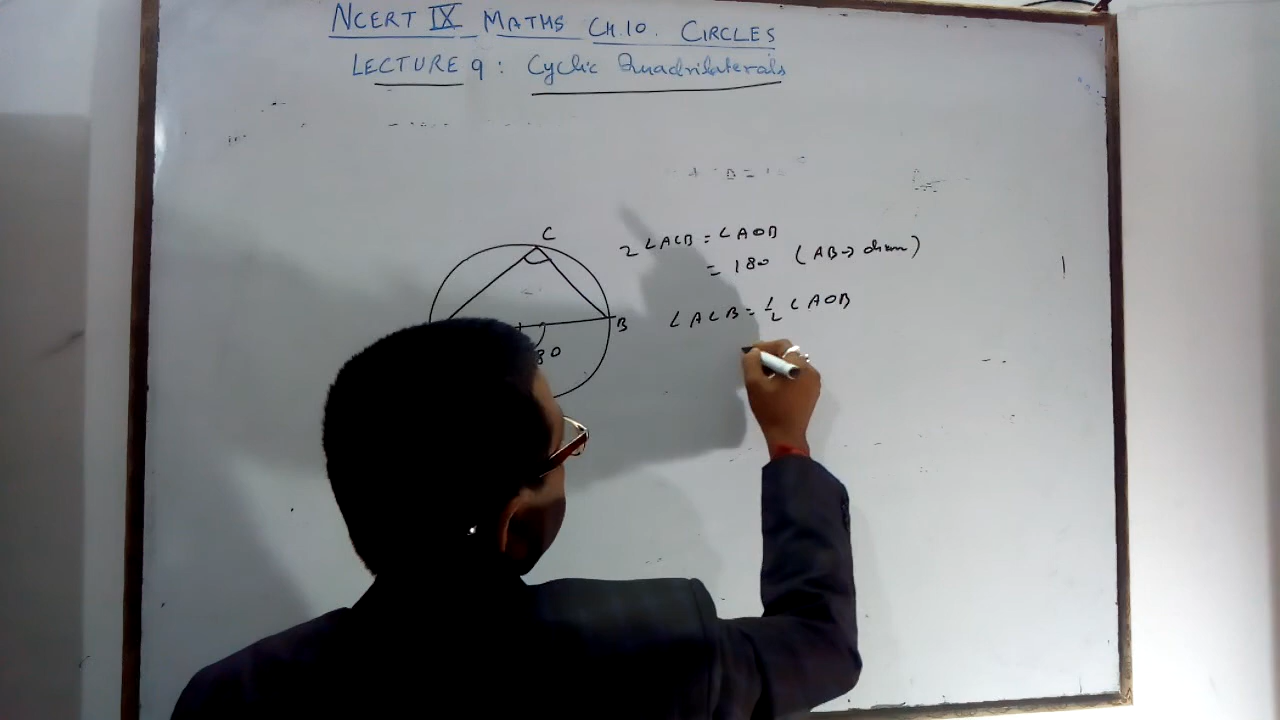 NCERT IX MATHS CH.10. CIRCLES
LECTURE 9: Cyclic Quadrilaterals
C
2∠ACB = ∠AOB
= 180 (AB→ diam)
∠ACB = 1/2 ∠AOB
B
80